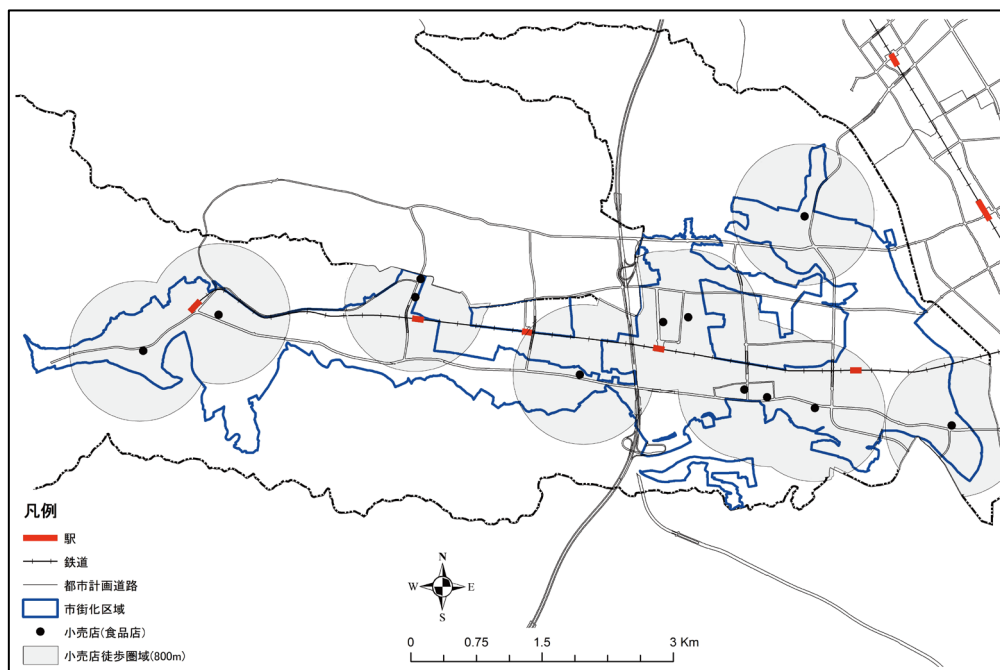 凡例
駅
鉄道
都市計画道路
市街化区域
小売店(食品店)
小売店徒歩圏域(800m)
N
W E
S
0 0.75 1.5 3 Km